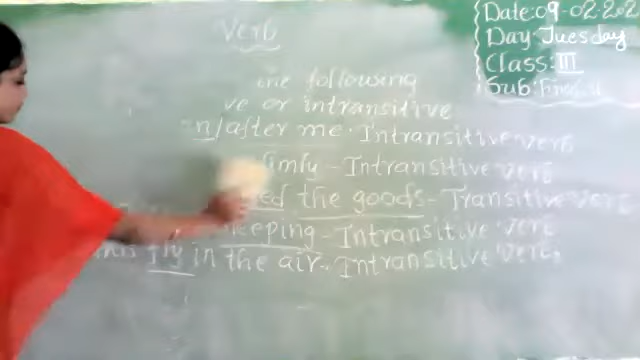 Date:09-02-202
Day:Tuesday
Class:III
Sub:
Verb
the following
ve or intransitive
n/after me. Intransitive verb
- Intransitive verb
ed the goods- Transitive verb
eeping- Intransitive verb
fly in the air. Intransitive verb.